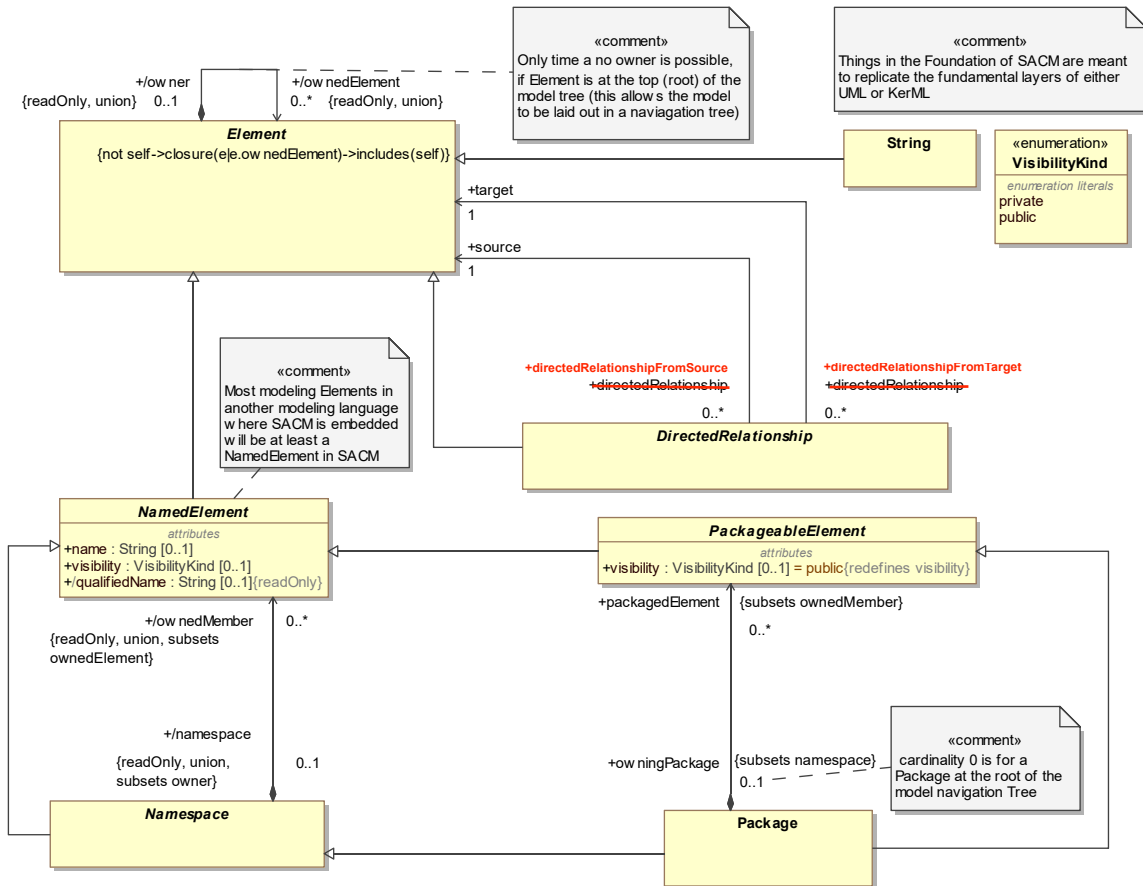 «comment»
Only time a no owner is possible,
if Element is at the top (root) of the
model tree (this allows the model
to be laid out in a naviagation tree)
«comment»
Things in the Foundation of SACM are meant
to replicate the fundamental layers of either
UML or KerML
+/owner
{readOnly, union} 0..1
+/ownedElement
0..* {readOnly, union}
Element
{not self->closure(e|e.ownedElement)->includes(self)}
String
«enumeration»
VisibilityKind
enumeration literals
private
public
+target
1
+source
1
«comment»
Most modeling Elements in
another modeling language
where SACM is embedded
will be at least a
NamedElement in SACM
+directedRelationshipFromSource
+directedRelationship
0..*
+directedRelationshipFromTarget
+directedRelationship
0..*
DirectedRelationship
NamedElement
attributes
+name : String [0..1]
+visibility : VisibilityKind [0..1]
+/qualifiedName : String [0..1]{readOnly}
PackageableElement
attributes
+visibility : VisibilityKind [0..1] = public{redefines visibility}
+/ownedMember 0..*
{readOnly, union, subsets
ownedElement}
+packagedElement {subsets ownedMember}
0..*
+/namespace
{readOnly, union,
subsets owner}
0..1
+owningPackage {subsets namespace}
0..1
«comment»
cardinality 0 is for a
Package at the root of the
model navigation Tree
Namespace
Package